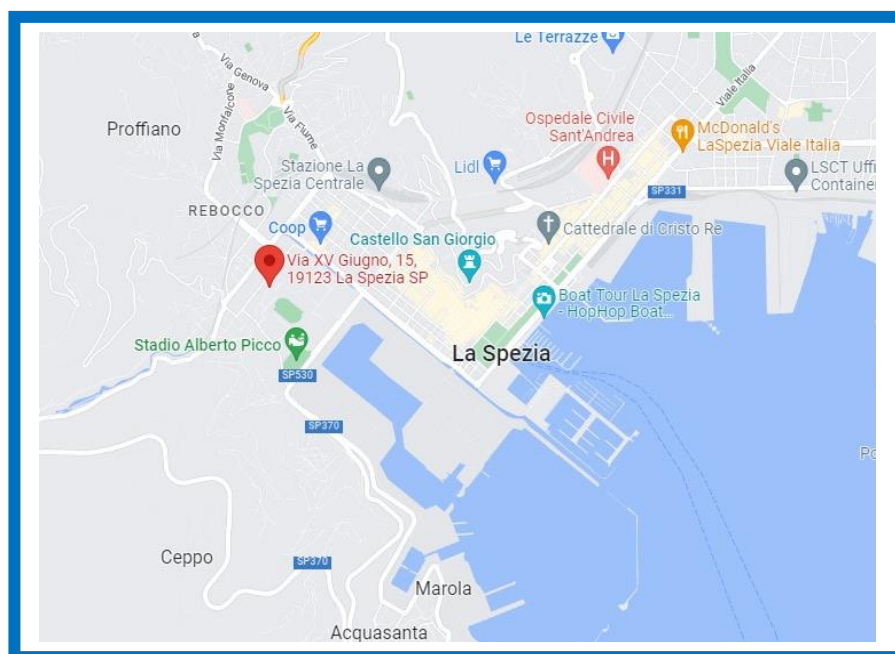 Le Terrazze
Via Genova
Viale Italia
Via Monfalcone
Via Fiume
Proffiano
Ospedale Civile
Sant'Andrea
McDonald's
LaSpezia Viale Italia
Stazione La
Spezia Centrale
Lidl
LSCT Uffi
Container
SP331
REBOCCO
Coop
Castello San Giorgio
Cattedrale di Cristo Re
Via XV Giugno, 15,
19123 La Spezia SP
Boat Tour La Spezia
- HopHop Boat...
Stadio Alberto Picco
La Spezia
SP530
SP370
Po
Ceppo
SP370
Marola
Acquasanta